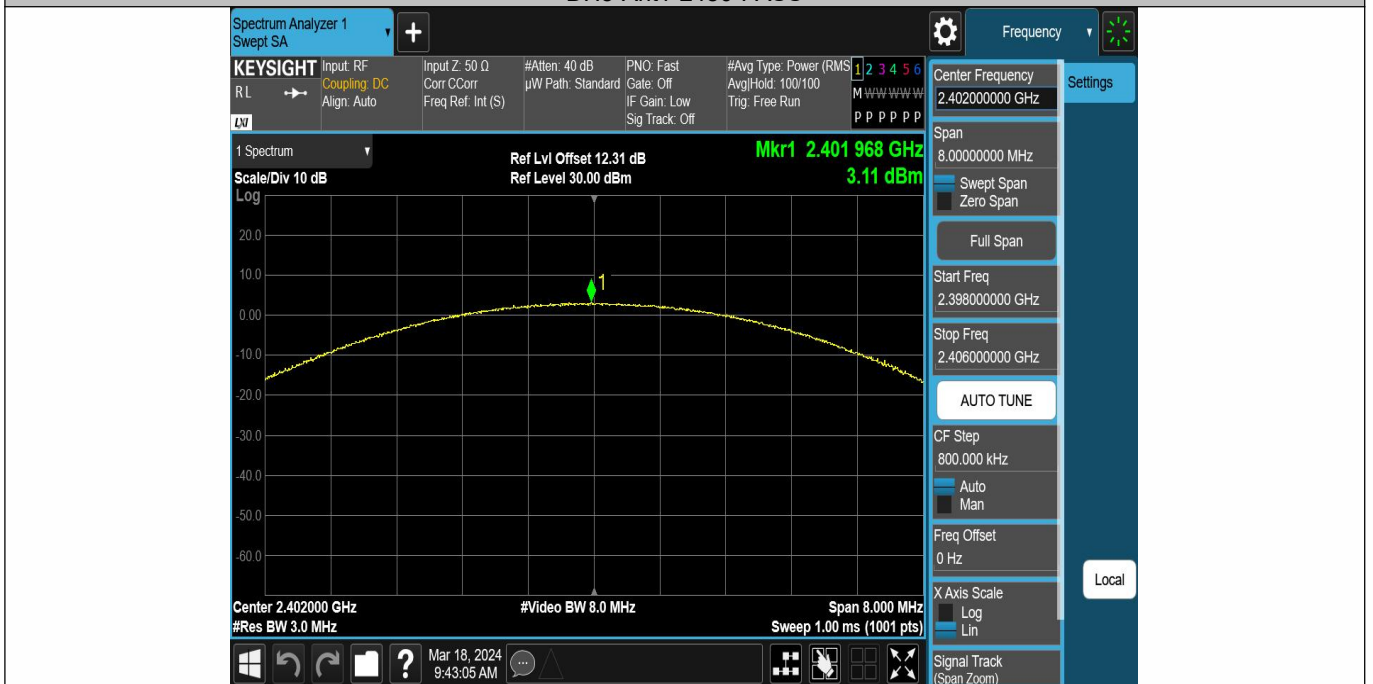 Spectrum Analyzer 1
Swept SA
+
Frequency
KEYSIGHT
RL
LXI
Input: RF
Coupling: DC
Align: Auto
Input Z: 50 Ω
Corr CCorr
Freq Ref: Int (S)
#Atten: 40 dB
µW Path: Standard
PNO: Fast
Gate: Off
IF Gain: Low
Sig Track: Off
#Avg Type: Power (RMS
Avg|Hold: 100/100
Trig: Free Run
1 2 3 4 5 6
M W W W W W
P P P P P P
1 Spectrum
Scale/Div 10 dB
Log
Ref Lvl Offset 12.31 dB
Ref Level 30.00 dBm
Mkr1 2.401 968 GHz
3.11 dBm
20.0
10.0
0.00
-10.0
-20.0
-30.0
-40.0
-50.0
-60.0
1
Center 2.402000 GHz
#Res BW 3.0 MHz
#Video BW 8.0 MHz
Span 8.000 MHz
Sweep 1.00 ms (1001 pts)
Center Frequency
2.402000000 GHz
Settings
Span
8.00000000 MHz
Swept Span
Zero Span
Full Span
Start Freq
2.398000000 GHz
Stop Freq
2.406000000 GHz
AUTO TUNE
CF Step
800.000 kHz
Auto
Man
Freq Offset
0 Hz
X Axis Scale
Log
Lin
Local
Signal Track
(Span Zoom)
?
Mar 18, 2024
9:43:05 AM